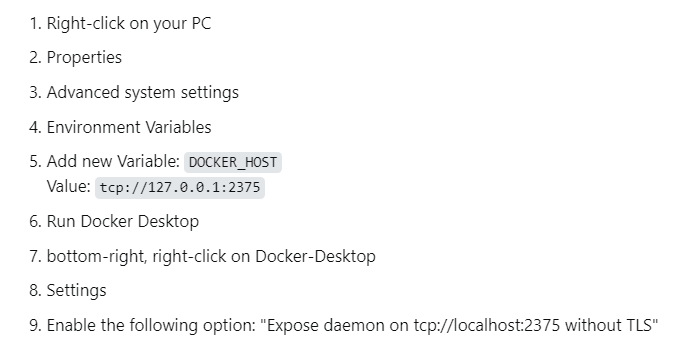 1. Right-click on your PC
2. Properties
3. Advanced system settings
4. Environment Variables
5. Add new Variable: DOCKER_HOST
Value: tcp://127.0.0.1:2375
6. Run Docker Desktop
7. bottom-right, right-click on Docker-Desktop
8. Settings
9. Enable the following option: "Expose daemon on tcp://localhost:2375 without TLS"